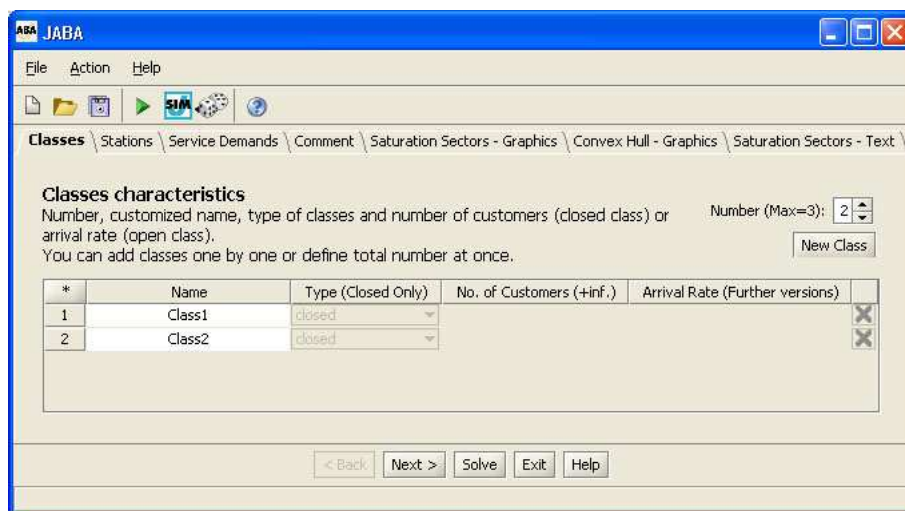 ABA JABA
File Action Help
SIM ?
Classes \ Stations \ Service Demands \ Comment \ Saturation Sectors - Graphics \ Convex Hull - Graphics \ Saturation Sectors - Text \
Classes characteristics
Number, customized name, type of classes and number of customers (closed class) or
arrival rate (open class).
You can add classes one by one or define total number at once.
Number (Max=3): 2
New Class
* Name Type (Closed Only) No. of Customers (+inf.) Arrival Rate (Further versions)
1 Class1 closed
2 Class2 closed
< Back Next > Solve Exit Help